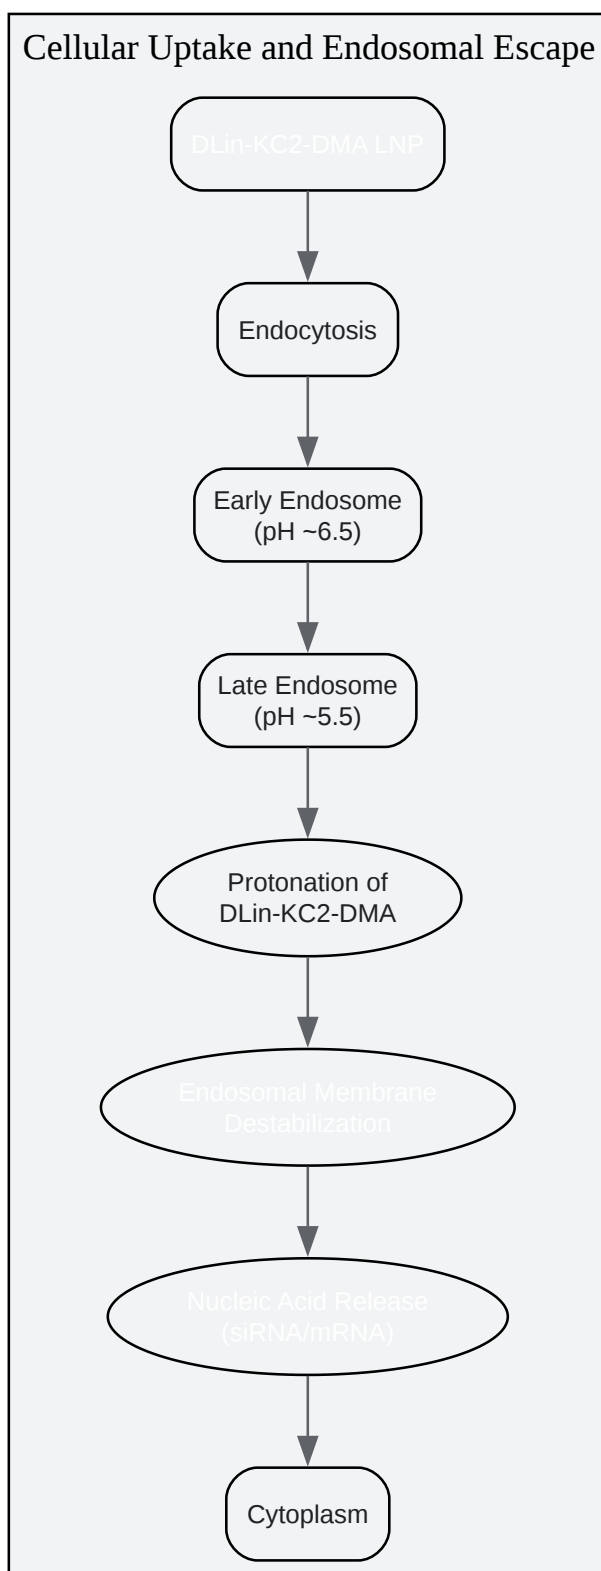 Cellular Uptake and Endosomal Escape
DLin-KC2-DMA LNP
Endocytosis
Early Endosome
(pH ~6.5)
Late Endosome
(pH ~5.5)
Protonation of
DLin-KC2-DMA
Endosomal Membrane
Destabilization
Nucleic Acid Release
(siRNA/mRNA)
Cytoplasm